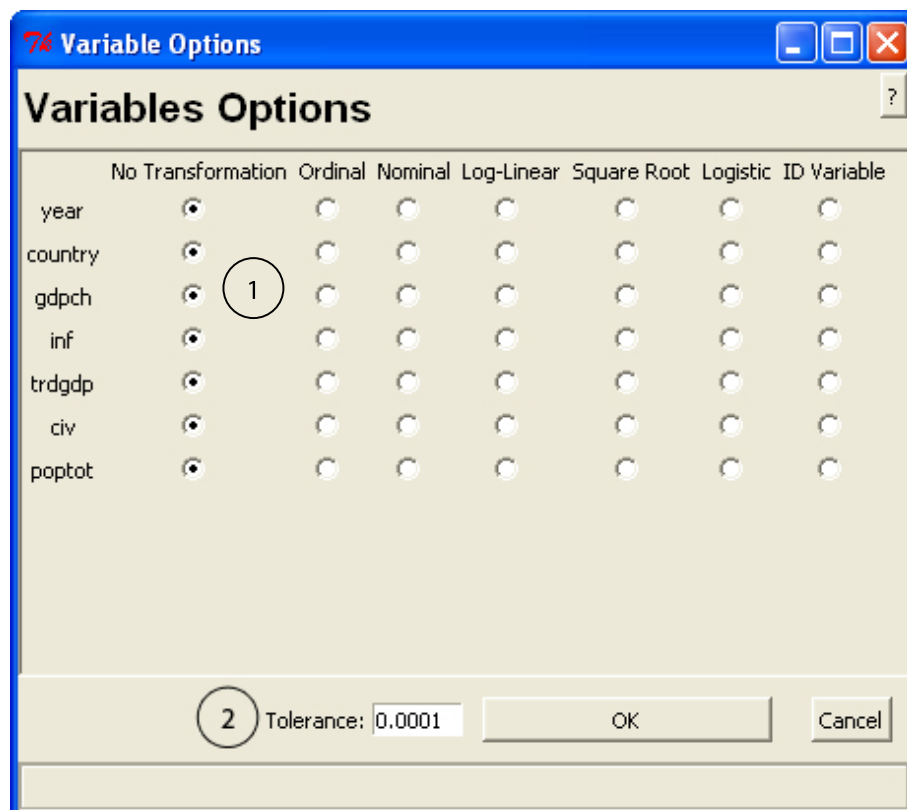 Variable Options
Variables Options
?
No Transformation Ordinal Nominal Log-Linear Square Root Logistic ID Variable
year
country
gdpch
1
inf
trdgdp
civ
poptot
2 Tolerance: 0.0001 OK Cancel